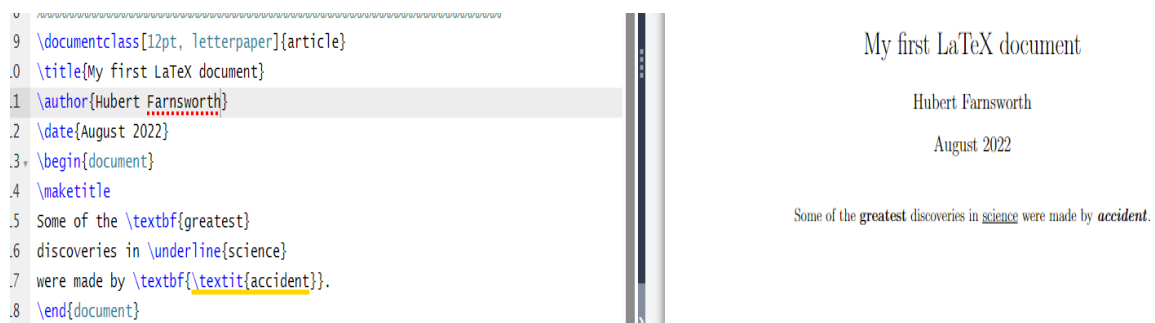 9 \documentclass[12pt, letterpaper]{article}
.0 \title{My first LaTeX document}
.1 \author{Hubert Farnsworth}
.2 \date{August 2022}
.3 \begin{document}
.4 \maketitle
.5 Some of the \textbf{greatest}
.6 discoveries in \underline{science}
.7 were made by \textbf{\textit{accident}}.
.8 \end{document}
My first LaTeX document
Hubert Farnsworth
August 2022
Some of the greatest discoveries in science were made by accident.